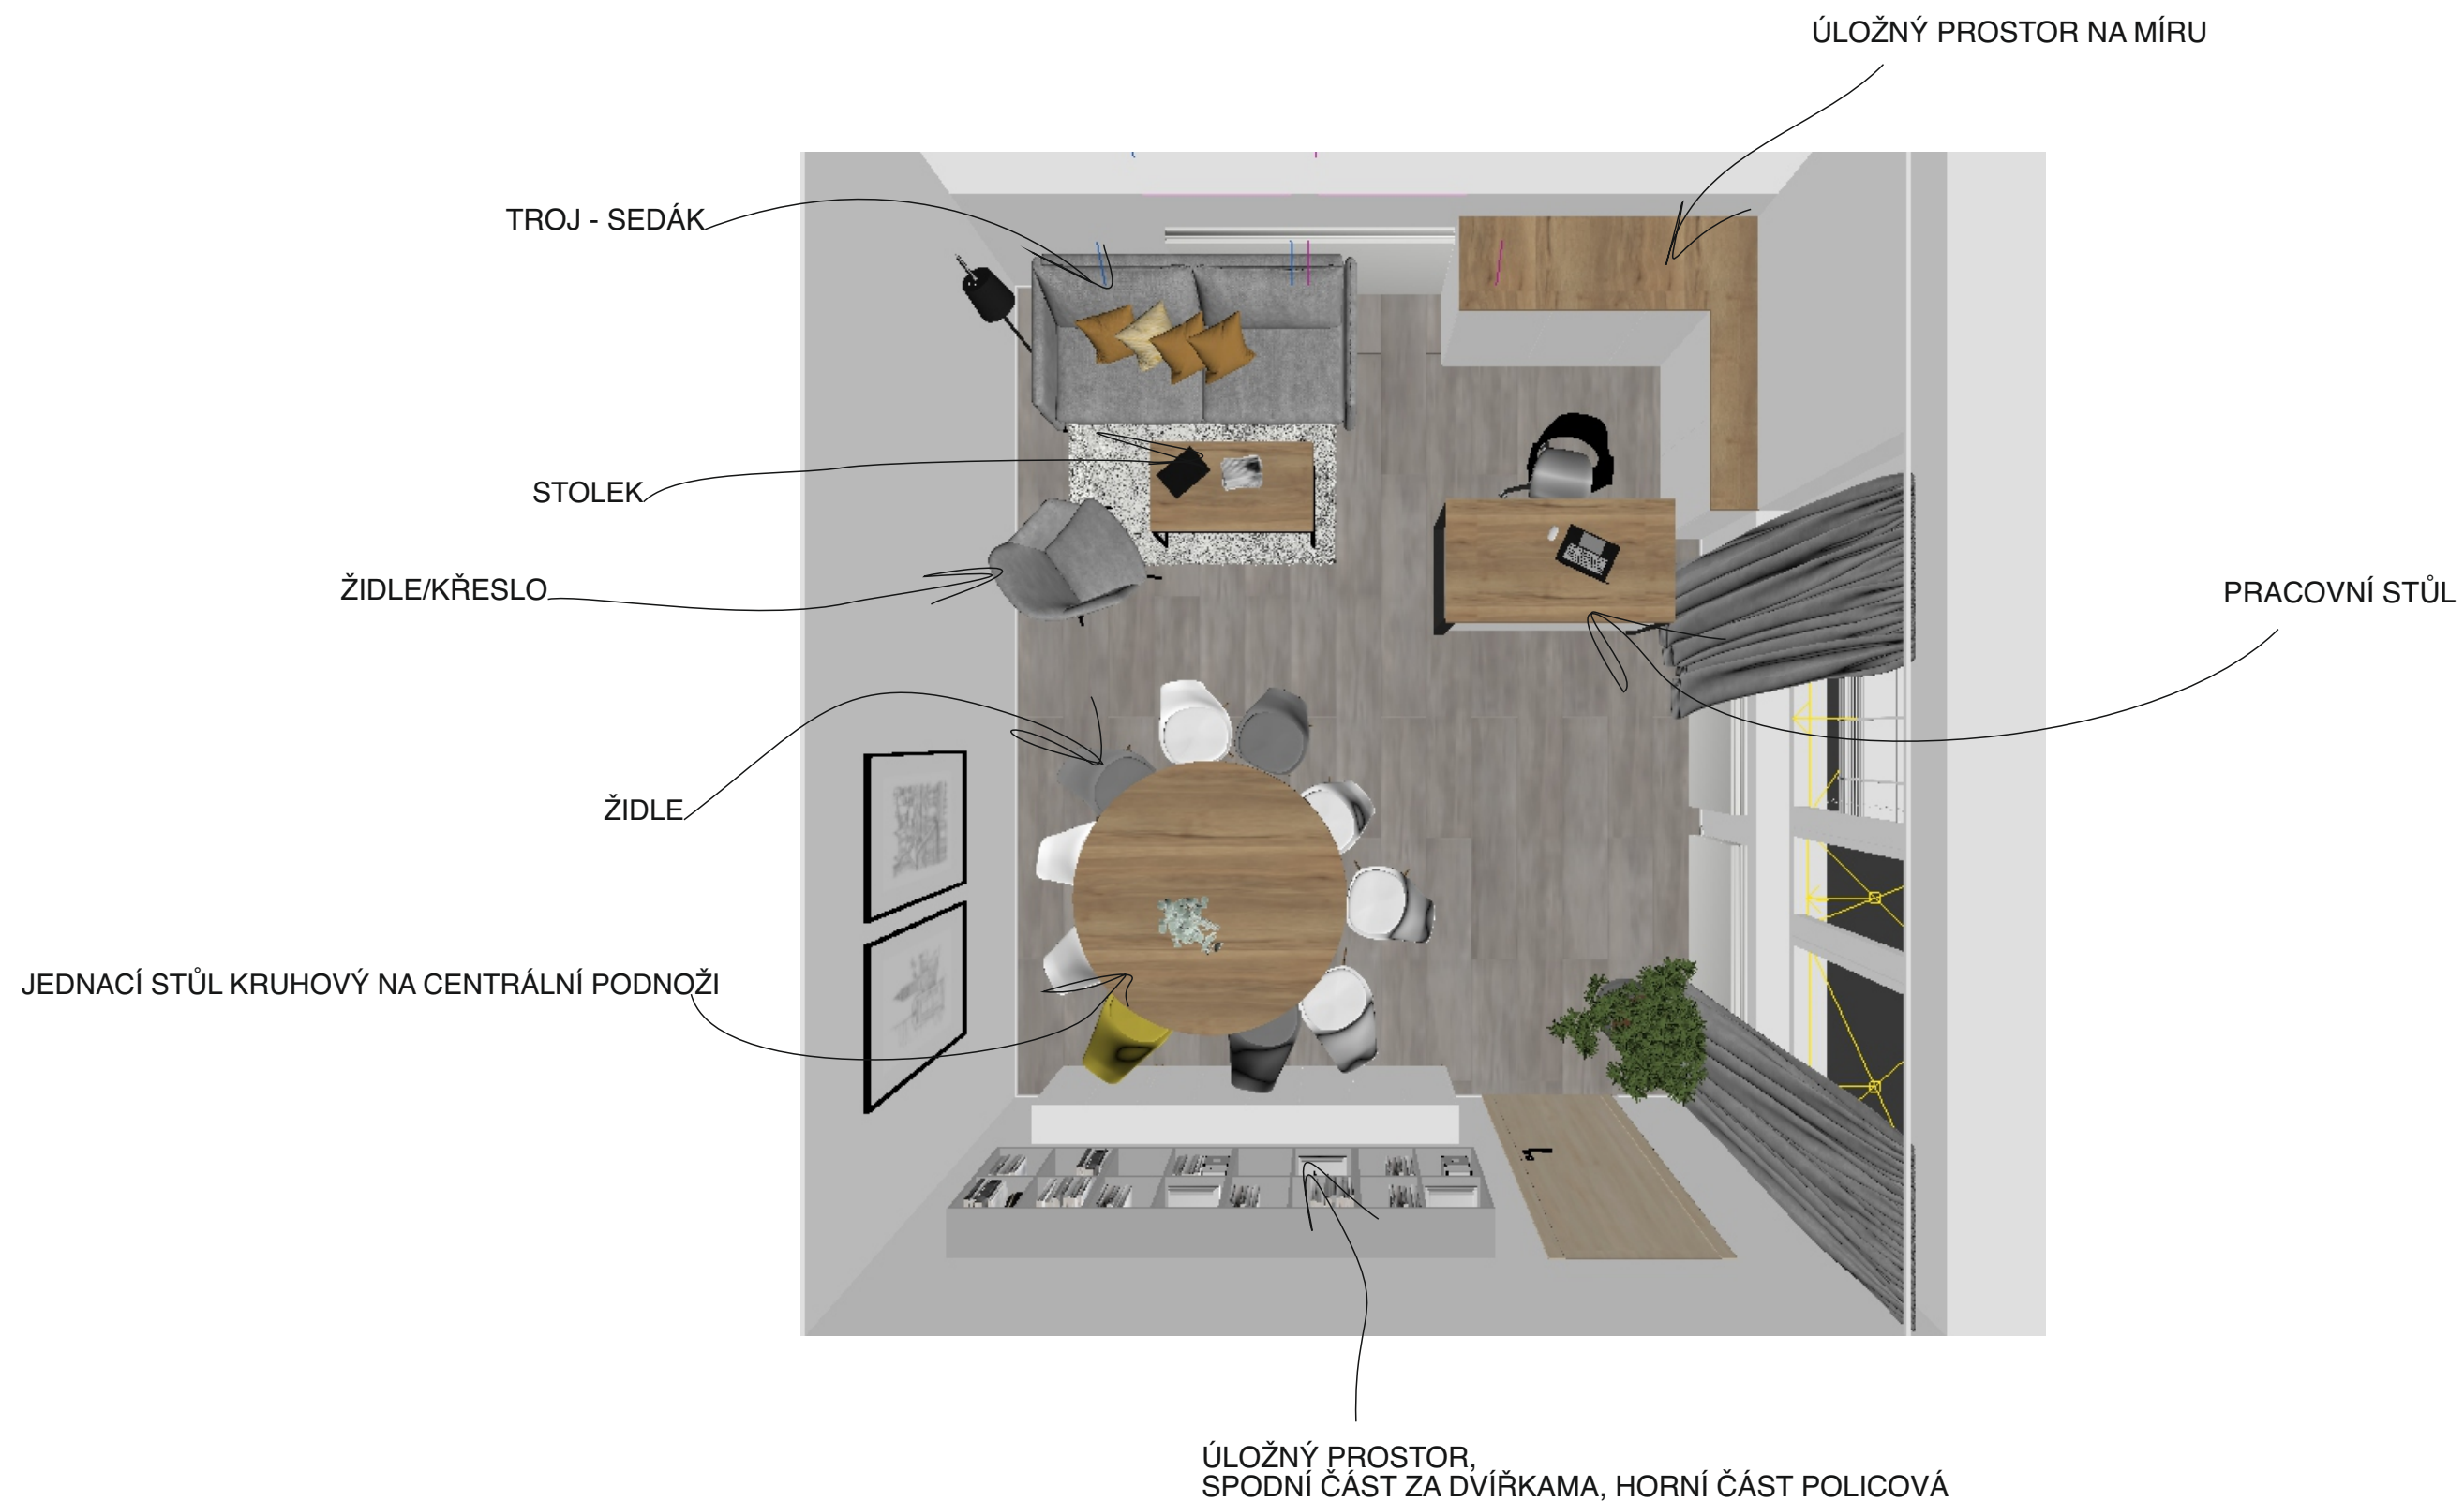 ÚLOŽNÝ PROSTOR NA MÍRU
TROJ - SEDÁK
STOLEK
ŽIDLE/KŘESLO
PRACOVNÍ STŮL
ŽIDLE
JEDNACÍ STŮL KRUHOVÝ NA CENTRÁLNÍ PODNOŽI
ÚLOŽNÝ PROSTOR,
SPODNÍ ČÁST ZA DVÍŘKAMA, HORNÍ ČÁST POLICOVÁ